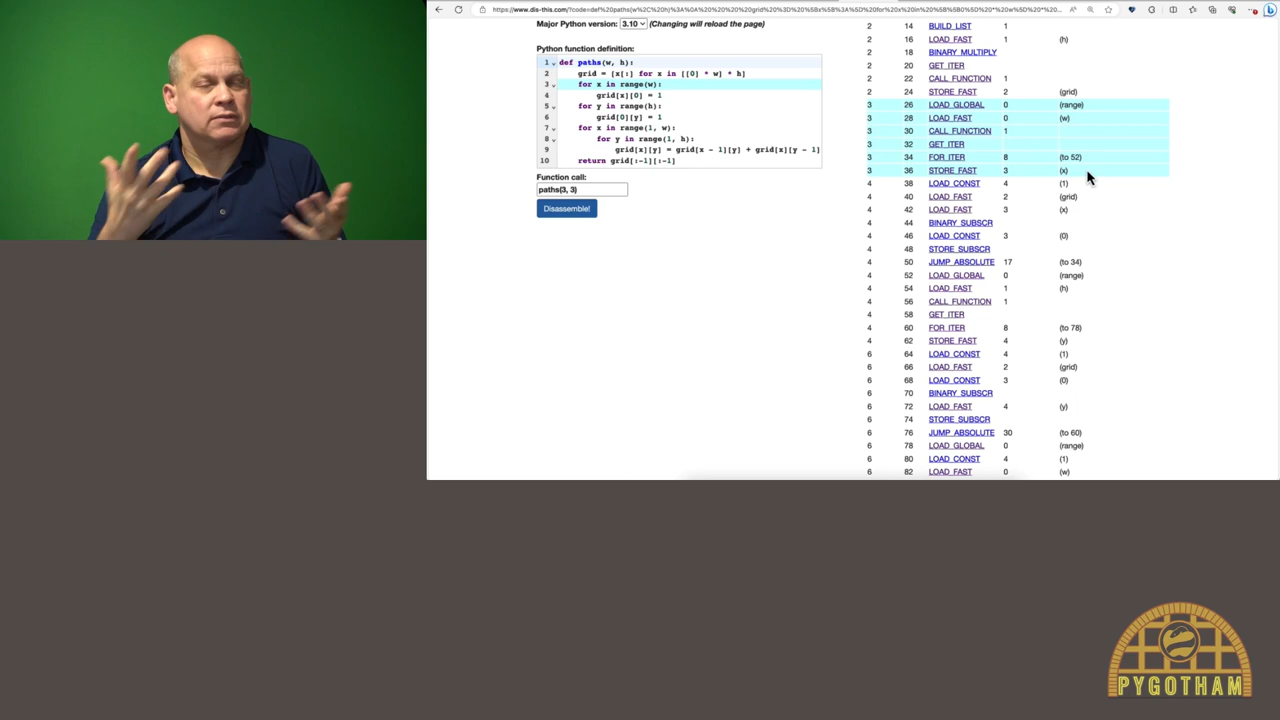 https://www.dis-this.com/?code=def%20paths(w%2C%20h)%3A%0A%20%20%20%20grid%20%3D%20%5Bx%5B%3A%5D%20for%20x%20in%20%5B%5B0%5D%20*%20w%5D%20*%...
Major Python version: 3.10 (Changing will reload the page)
Python function definition:
1 def paths(w, h):
2 grid = [x[:] for x in [[0] * w] * h]
3 for x in range(w):
4 grid[x][0] = 1
5 for y in range(h):
6 grid[0][y] = 1
7 for x in range(1, w):
8 for y in range(1, h):
9 grid[x][y] = grid[x - 1][y] + grid[x][y - 1]
10 return grid[:-1][:-1]
Function call:
paths(3, 3)
Disassemble!
2 14 BUILD_LIST 1
2 16 LOAD_FAST 1 (h)
2 18 BINARY_MULTIPLY
2 20 GET_ITER
2 22 CALL_FUNCTION 1
2 24 STORE_FAST 2 (grid)
3 26 LOAD_GLOBAL 0 (range)
3 28 LOAD_FAST 0 (w)
3 30 CALL_FUNCTION 1
3 32 GET_ITER
3 34 FOR_ITER 8 (to 52)
3 36 STORE_FAST 3 (x)
4 38 LOAD_CONST 4 (1)
4 40 LOAD_FAST 2 (grid)
4 42 LOAD_FAST 3 (x)
4 44 BINARY_SUBSCR
4 46 LOAD_CONST 3 (0)
4 48 STORE_SUBSCR
4 50 JUMP_ABSOLUTE 17 (to 34)
4 52 LOAD_GLOBAL 0 (range)
4 54 LOAD_FAST 1 (h)
4 56 CALL_FUNCTION 1
4 58 GET_ITER
4 60 FOR_ITER 8 (to 78)
4 62 STORE_FAST 4 (y)
6 64 LOAD_CONST 4 (1)
6 66 LOAD_FAST 2 (grid)
6 68 LOAD_CONST 3 (0)
6 70 BINARY_SUBSCR
6 72 LOAD_FAST 4 (y)
6 74 STORE_SUBSCR
6 76 JUMP_ABSOLUTE 30 (to 60)
6 78 LOAD_GLOBAL 0 (range)
6 80 LOAD_CONST 4 (1)
6 82 LOAD_FAST 0 (w)
PYGOTHAM